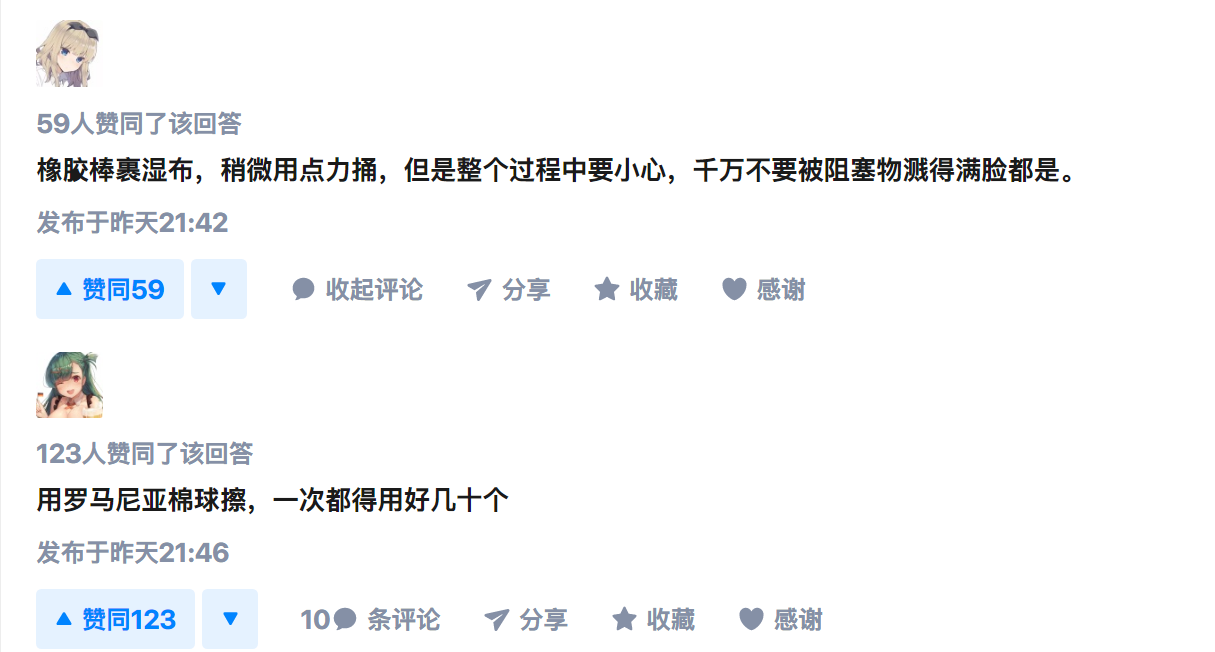 59人赞同了该回答
橡胶棒裹湿布，稍微用点力捅，但是整个过程中要小心，千万不要被阻塞物溅得满脸都是。
发布于昨天21:42
赞同59 收起评论 分享 收藏 感谢
123人赞同了该回答
用罗马尼亚棉球擦，一次都得用好几十个
发布于昨天21:46
赞同123 10条评论 分享 收藏 感谢